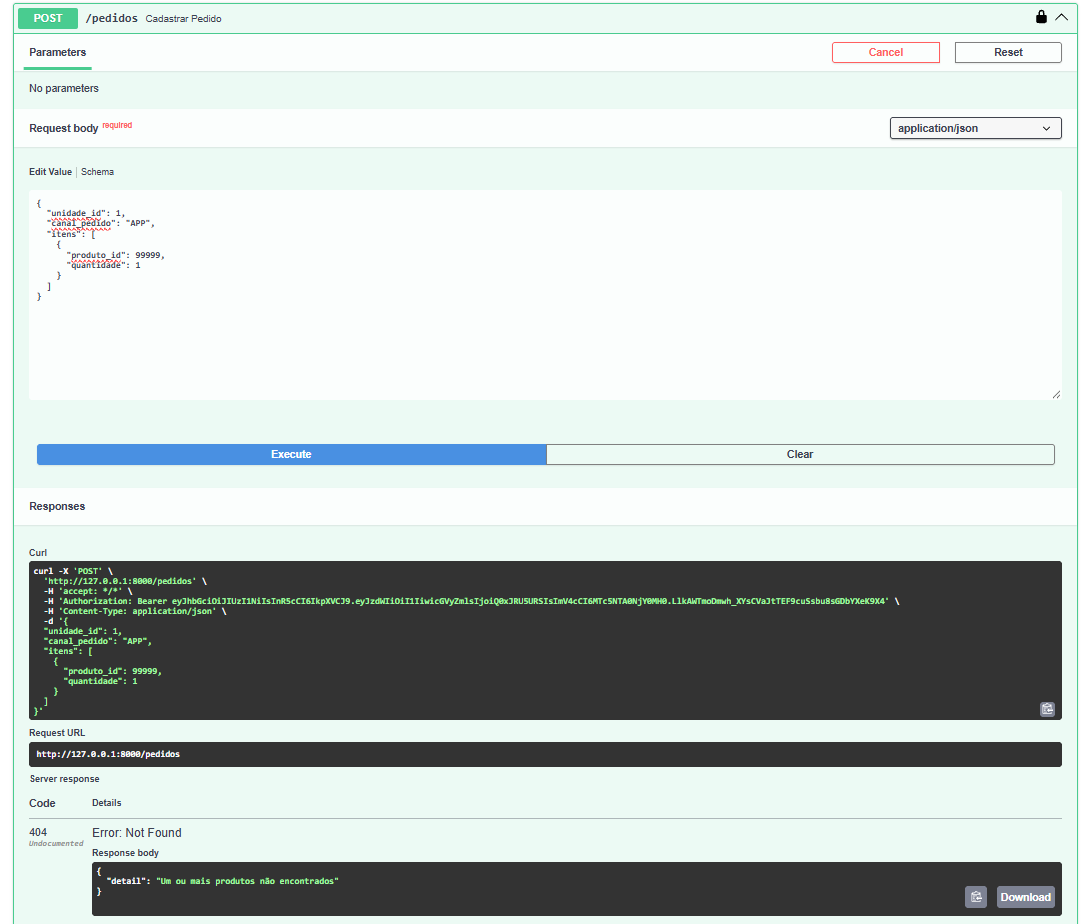 POST /pedidos Cadastrar Pedido
Parameters
Cancel
Reset
No parameters
Request body required
application/json
Edit Value | Schema
{
"unidade_id": 1,
"canal_pedido": "APP",
"itens": [
{
"produto_id": 99999,
"quantidade": 1
}
]
}
Execute
Clear
Responses
Curl
curl -X 'POST' \
'http://127.0.0.1:8000/pedidos' \
-H 'accept: */*' \
-H 'Authorization: Bearer
-H 'Content-Type: application/json' \
-d '{
"unidade_id": 1,
"canal_pedido": "APP",
"itens": [
{
"produto_id": 99999,
"quantidade": 1
}
]
}'
Request URL
http://127.0.0.1:8000/pedidos
Server response
Code
Details
404
Undocumented
Error: Not Found
Response body
{
"detail": "Um ou mais produtos não encontrados"
}
Download